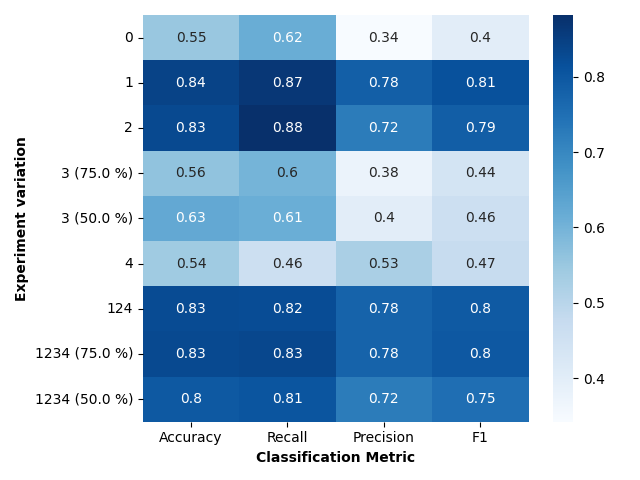 Experiment variation
0 0.55 0.62 0.34 0.4
1 0.84 0.87 0.78 0.81
2 0.83 0.88 0.72 0.79
3 (75.0 %) 0.56 0.6 0.38 0.44
3 (50.0 %) 0.63 0.61 0.4 0.46
4 0.54 0.46 0.53 0.47
124 0.83 0.82 0.78 0.8
1234 (75.0 %) 0.83 0.83 0.78 0.8
1234 (50.0 %) 0.8 0.81 0.72 0.75
Accuracy Recall Precision F1
Classification Metric
0.8
0.7
0.6
0.5
0.4